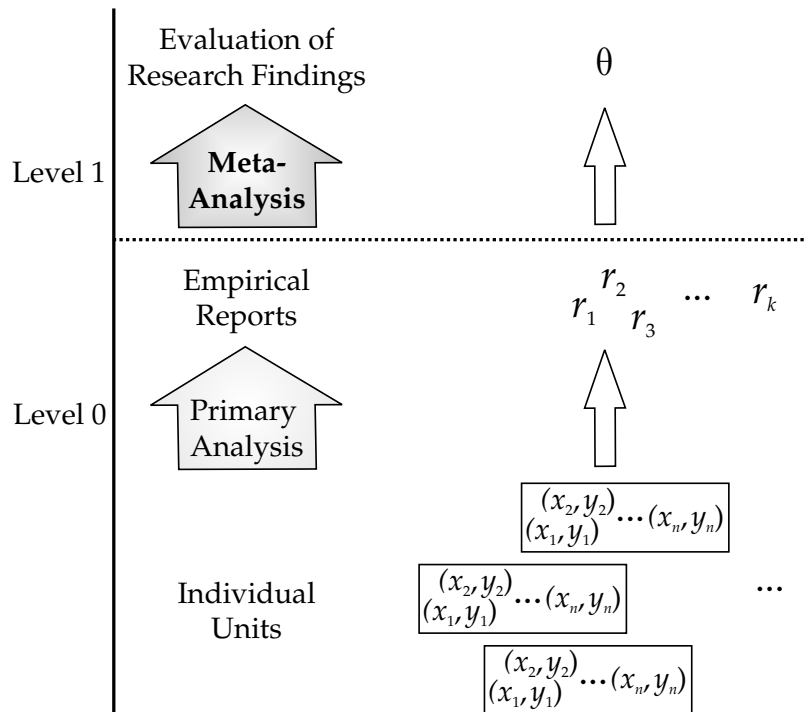 Evaluation of
Research Findings
θ
Level 1
Meta-
Analysis
Empirical
Reports
r₁ r₂ r₃ ... rₖ
Level 0
Primary
Analysis
(x₂,y₂)
(x₁,y₁) ... (xₙ,yₙ)
Individual
Units
(x₂,y₂)
(x₁,y₁) ... (xₙ,yₙ)
...
(x₂,y₂)
(x₁,y₁) ... (xₙ,yₙ)